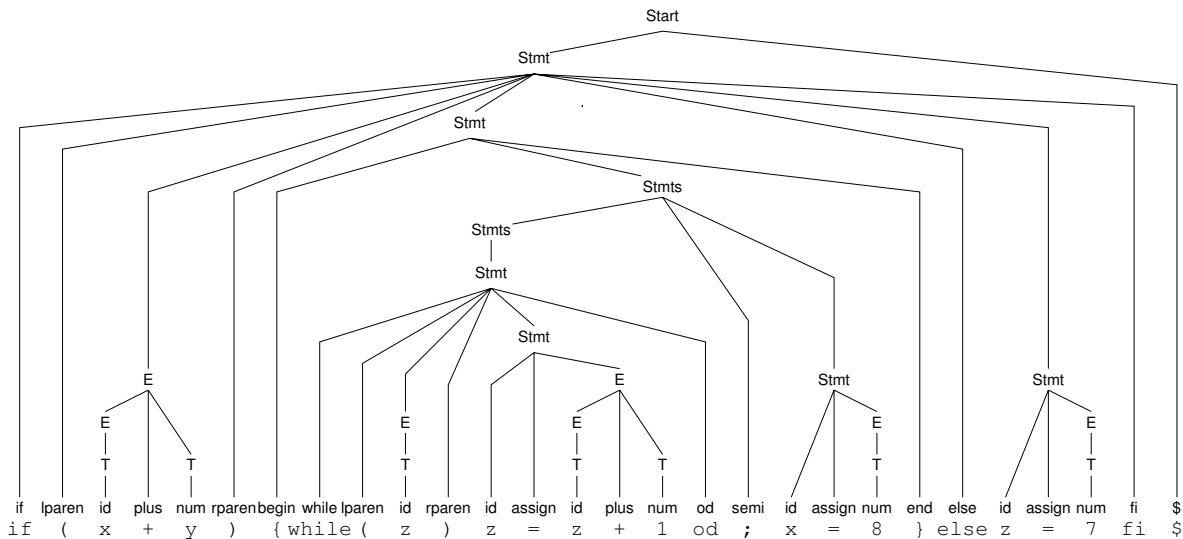 Start
Stmt
Stmt
Stmts
Stmts
Stmt
Stmt
E E Stmt Stmt
E E E E E
T T T T T T T
if lparen id plus num rparen begin while lparen id rparen id assign id plus num od semi id assign num end else id assign num fi $
if ( x + y ) { while ( z ) z = z + 1 od ; x = 8 } else z = 7 fi $